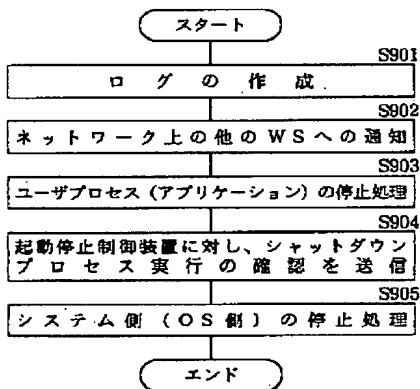 スタート
S901
ログの作成
S902
ネットワーク上の他のWSへの通知
S903
ユーザプロセス(アプリケーション)の停止処理
S904
起動停止制御装置に対し、シャットダウン
プロセス実行の確認を送信
S905
システム側(OS側)の停止処理
エンド